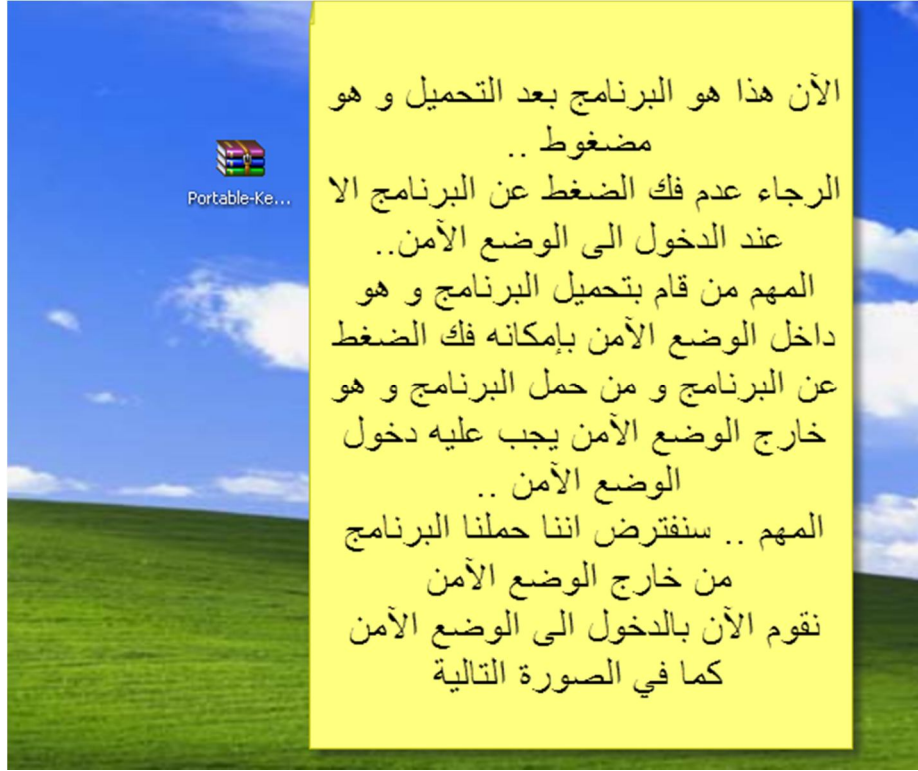 Portable-Ke...
الآن هذا هو البرنامج بعد التحميل و هو
مضغوط ..
الرجاء عدم فك الضغط عن البرنامج الا
عند الدخول الى الوضع الآمن..
المهم من قام بتحميل البرنامج و هو
داخل الوضع الآمن بإمكانه فك الضغط
عن البرنامج و من حمل البرنامج و هو
خارج الوضع الآمن يجب عليه دخول
الوضع الآمن ..
المهم .. سنفترض اننا حملنا البرنامج
من خارج الوضع الآمن
نقوم الآن بالدخول الى الوضع الآمن
كما في الصورة التالية